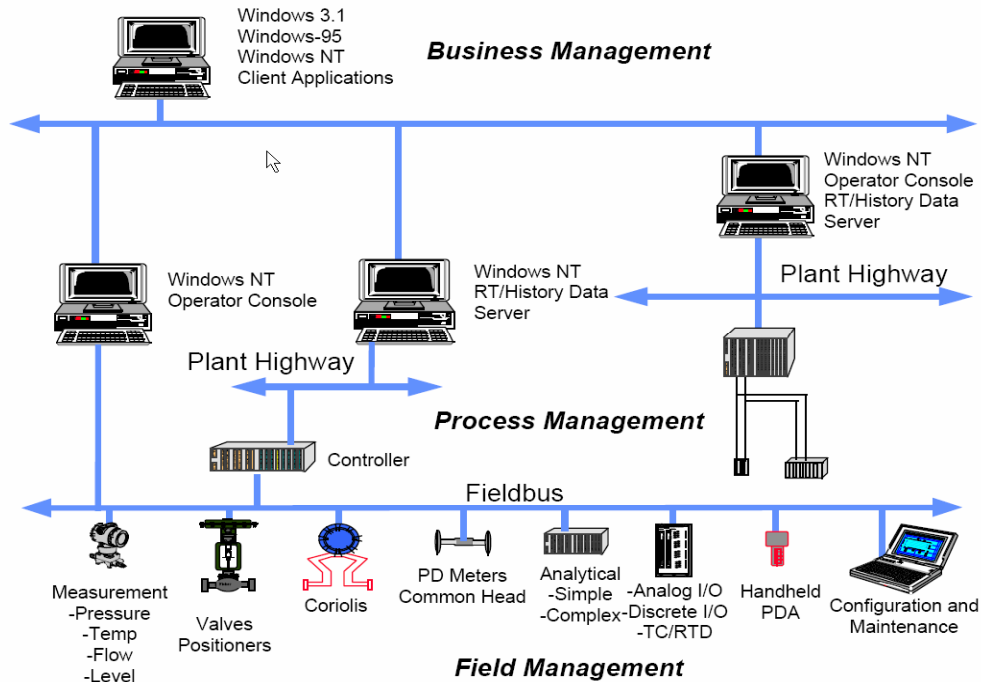 Windows 3.1
Windows-95
Windows NT
Client Applications
Business Management
Windows NT
Operator Console
RT/History Data
Server
Windows NT
Operator Console
Windows NT
RT/History Data
Server
Plant Highway
Plant Highway
Process Management
Controller
Fieldbus
Measurement
-Pressure
-Temp
-Flow
-Level
Valves
Positioners
Coriolis
PD Meters
Common Head
Analytical
-Simple
-Complex
-Analog I/O
-Discrete I/O
-TC/RTD
Handheld
PDA
Configuration and
Maintenance
Field Management